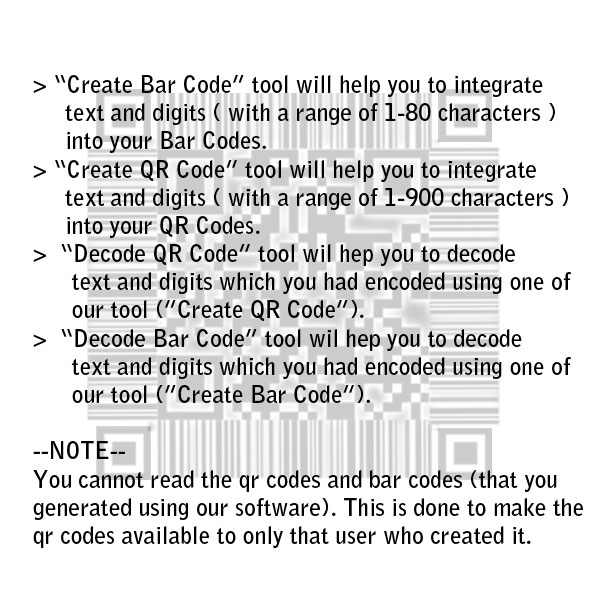 > “Create Bar Code” tool will help you to integrate
text and digits ( with a range of 1-80 characters )
into your Bar Codes.
> “Create QR Code” tool will help you to integrate
text and digits ( with a range of 1-900 characters )
into your QR Codes.
> “Decode QR Code” tool wil hep you to decode
text and digits which you had encoded using one of
our tool (”Create QR Code”).
> “Decode Bar Code” tool wil hep you to decode
text and digits which you had encoded using one of
our tool (”Create Bar Code”).
--NOTE--
You cannot read the qr codes and bar codes (that you
generated using our software). This is done to make the
qr codes available to only that user who created it.